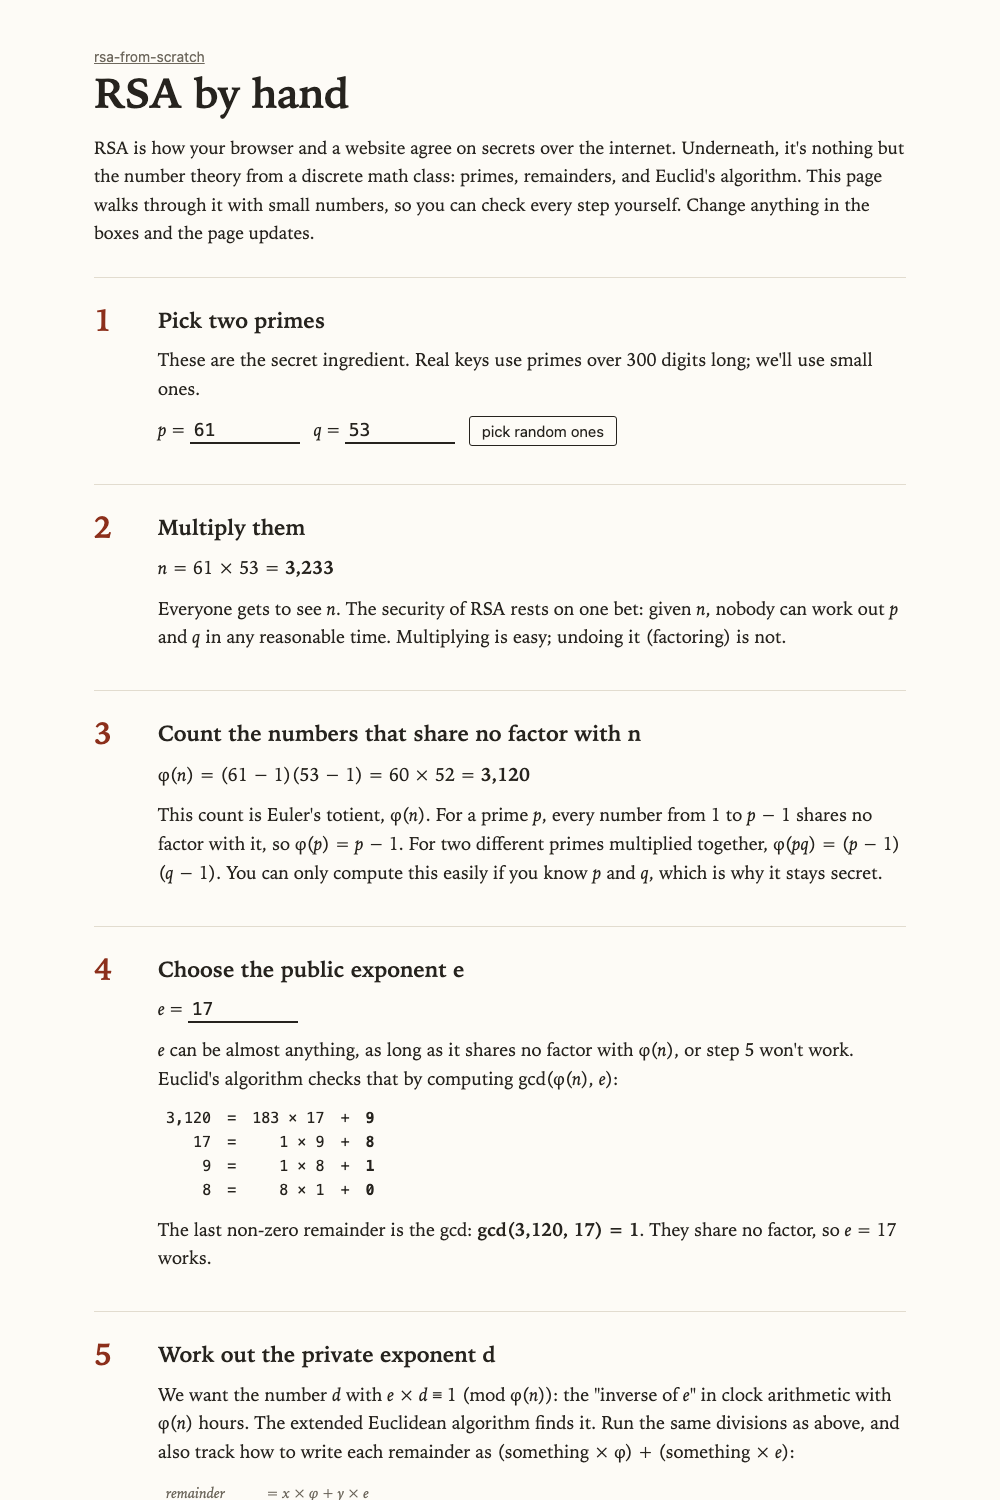 rsa-from-scratch
RSA by hand
RSA is how your browser and a website agree on secrets over the internet. Underneath, it's nothing but
the number theory from a discrete math class: primes, remainders, and Euclid's algorithm. This page
walks through it with small numbers, so you can check every step yourself. Change anything in the
boxes and the page updates.
1 Pick two primes
These are the secret ingredient. Real keys use primes over 300 digits long; we'll use small
ones.
p = 61 q = 53 pick random ones
2 Multiply them
n = 61 × 53 = 3,233
Everyone gets to see n. The security of RSA rests on one bet: given n, nobody can work out p
and q in any reasonable time. Multiplying is easy; undoing it (factoring) is not.
3 Count the numbers that share no factor with n
φ(n) = (61 − 1)(53 − 1) = 60 × 52 = 3,120
This count is Euler's totient, φ(n). For a prime p, every number from 1 to p − 1 shares no
factor with it, so φ(p) = p − 1. For two different primes multiplied together, φ(pq) = (p − 1)
(q − 1). You can only compute this easily if you know p and q, which is why it stays secret.
4 Choose the public exponent e
e = 17
e can be almost anything, as long as it shares no factor with φ(n), or step 5 won't work.
Euclid's algorithm checks that by computing gcd(φ(n), e):
3,120 = 183 × 17 + 9
17 = 1 × 9 + 8
9 = 1 × 8 + 1
8 = 8 × 1 + 0
The last non-zero remainder is the gcd: gcd(3,120, 17) = 1. They share no factor, so e = 17
works.
5 Work out the private exponent d
We want the number d with e × d ≡ 1 (mod φ(n)): the "inverse of e" in clock arithmetic with
φ(n) hours. The extended Euclidean algorithm finds it. Run the same divisions as above, and
also track how to write each remainder as (something × φ) + (something × e):
remainder = x × φ + y × e